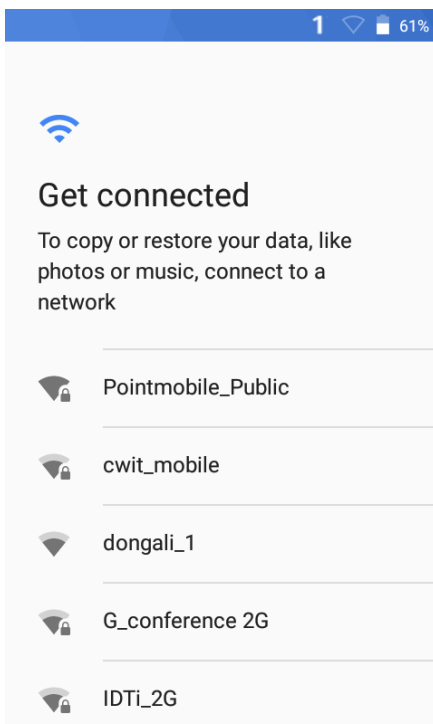 1 61%
Get connected
To copy or restore your data, like
photos or music, connect to a
network
Pointmobile_Public
cwit_mobile
dongali_1
G_conference 2G
IDTi_2G